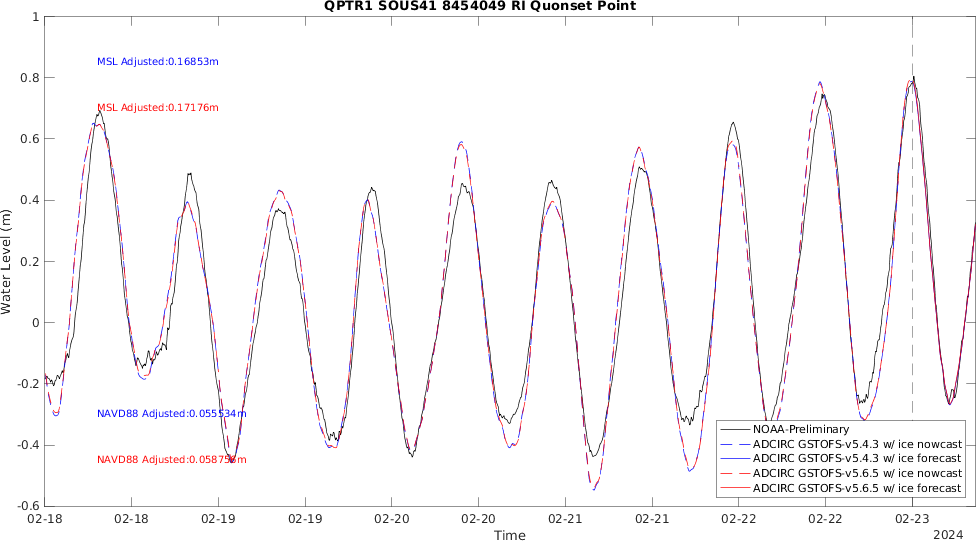 QPTR1 SOUS41 8454049 RI Quonset Point
1
0.8
0.6
0.4
0.2
0
-0.2
-0.4
-0.6
Water Level (m)
MSL Adjusted:0.16853m
MSL Adjusted:0.17176m
NAVD88 Adjusted:0.055534m
NAVD88 Adjusted:0.058758m
NOAA-Preliminary
ADCIRC GSTOFS-v5.4.3 w/ ice nowcast
ADCIRC GSTOFS-v5.4.3 w/ ice forecast
ADCIRC GSTOFS-v5.6.5 w/ ice nowcast
ADCIRC GSTOFS-v5.6.5 w/ ice forecast
02-18 02-18 02-19 02-19 02-20 02-20 02-21 02-21 02-22 02-22 02-23
Time
2024